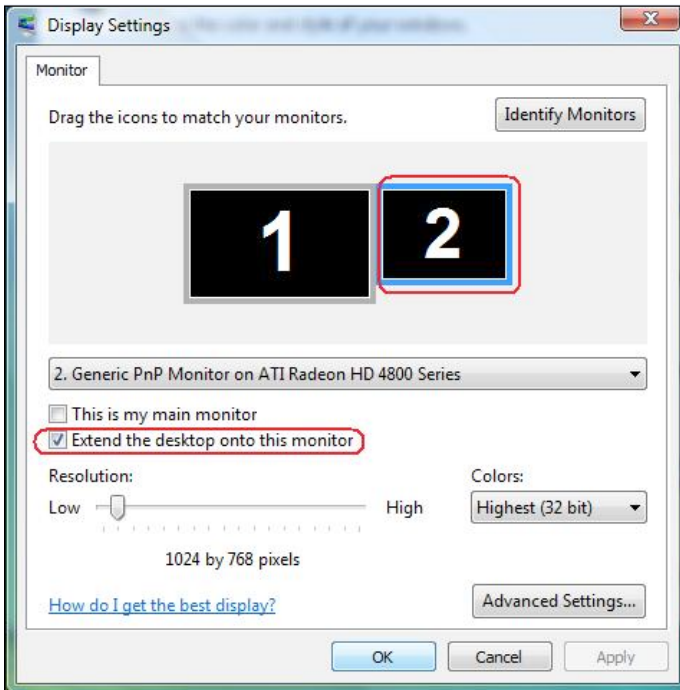 Display Settings
Monitor
Drag the icons to match your monitors.
Identify Monitors
1
2
2. Generic PnP Monitor on ATI Radeon HD 4800 Series
This is my main monitor
Extend the desktop onto this monitor
Resolution:
Colors:
Low
High
Highest (32 bit)
1024 by 768 pixels
How do I get the best display?
Advanced Settings...
OK
Cancel
Apply